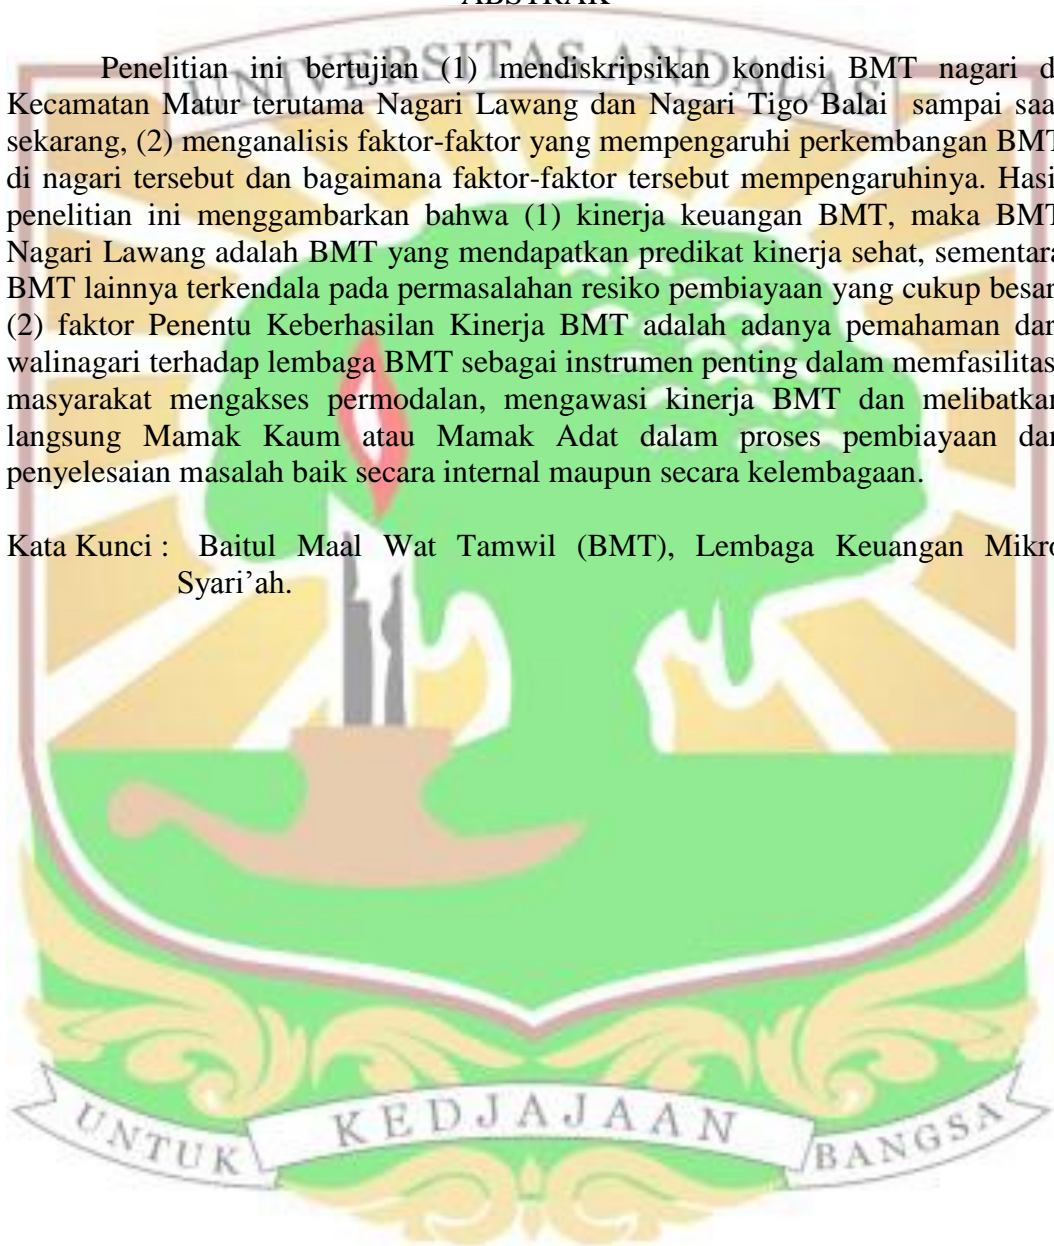 ABSTRAK
UNIVERSITAS ANDALAS
Penelitian ini bertujian (1) mendiskripsikan kondisi BMT nagari d
Kecamatan Matur terutama Nagari Lawang dan Nagari Tigo Balai sampai saa
sekarang, (2) menganalisis faktor-faktor yang mempengaruhi perkembangan BMT
di nagari tersebut dan bagaimana faktor-faktor tersebut mempengaruhinya. Hasi
penelitian ini menggambarkan bahwa (1) kinerja keuangan BMT, maka BMT
Nagari Lawang adalah BMT yang mendapatkan predikat kinerja sehat, sementara
BMT lainnya terkendala pada permasalahan resiko pembiayaan yang cukup besar
(2) faktor Penentu Keberhasilan Kinerja BMT adalah adanya pemahaman dar
walinagari terhadap lembaga BMT sebagai instrumen penting dalam memfasilitas
masyarakat mengakses permodalan, mengawasi kinerja BMT dan melibatkan
langsung Mamak Kaum atau Mamak Adat dalam proses pembiayaan dan
penyelesaian masalah baik secara internal maupun secara kelembagaan.
Kata Kunci : Baitul Maal Wat Tamwil (BMT), Lembaga Keuangan Mikro
Syari'ah.
UNTUK KEDJAJAAN BANGSA